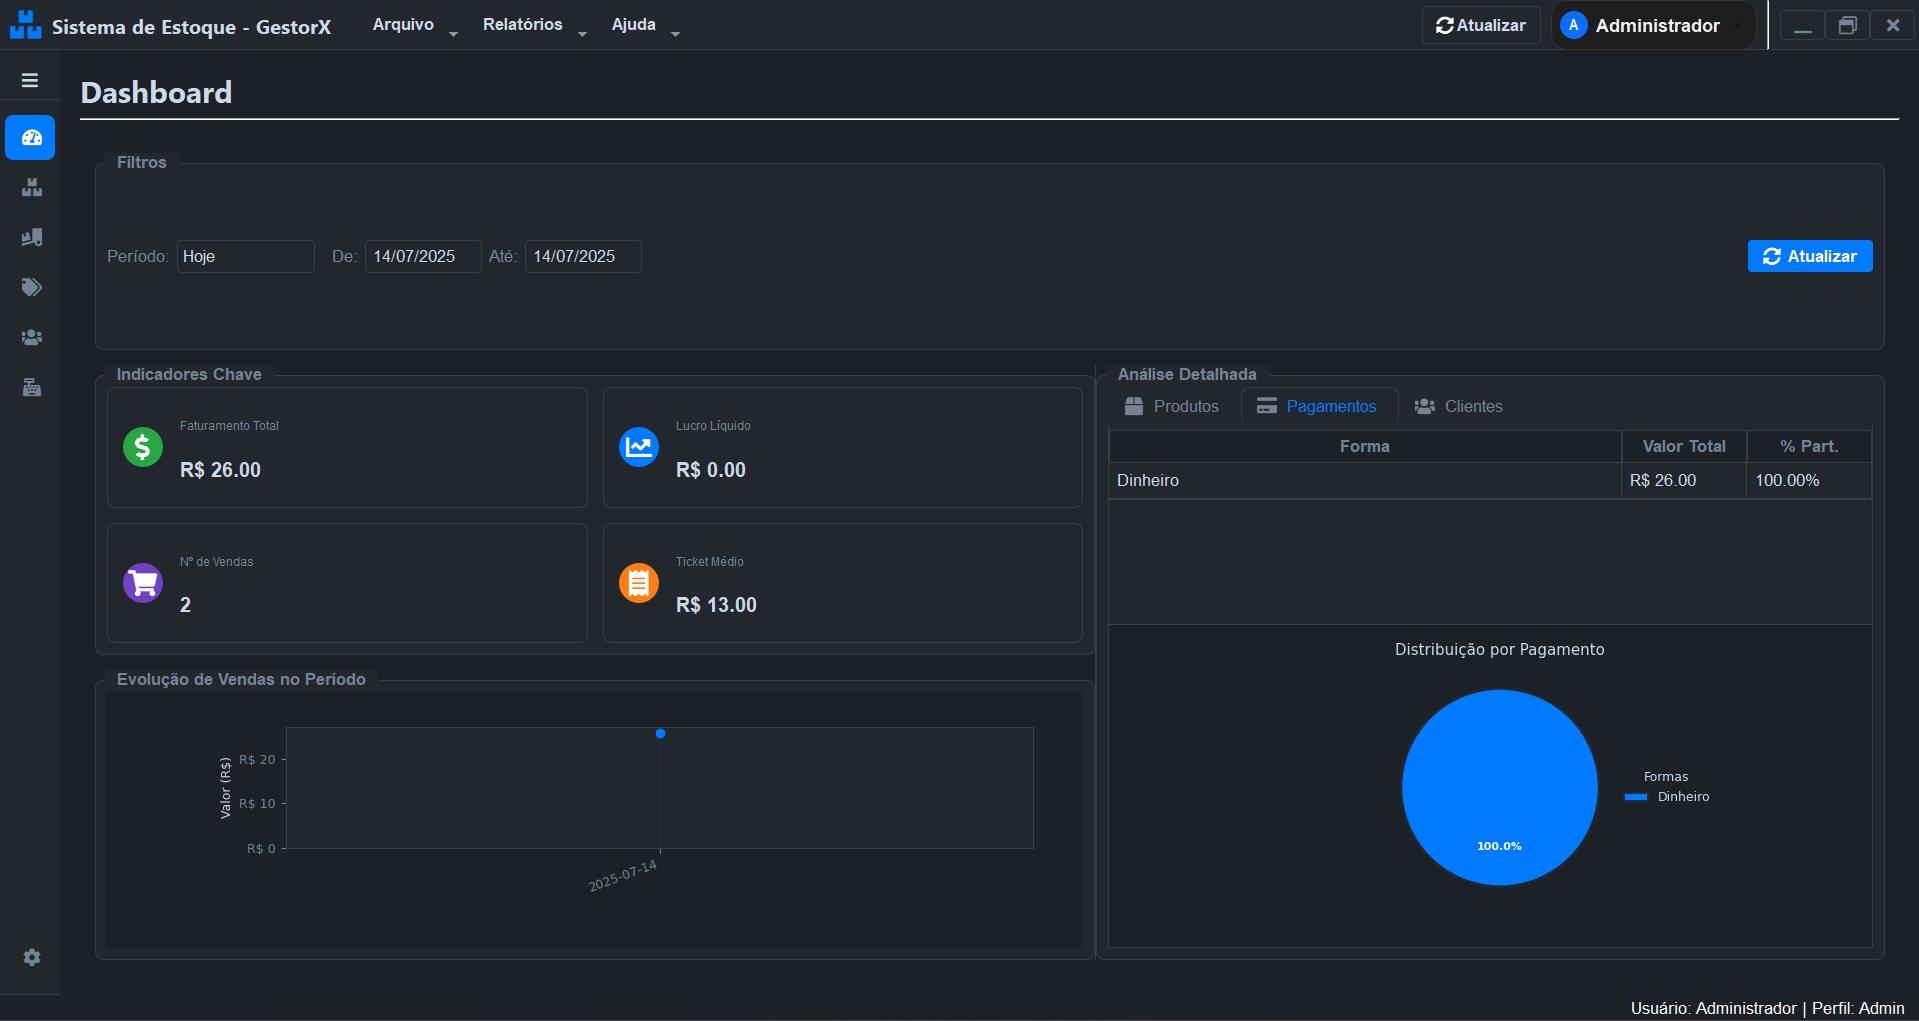 Sistema de Estoque - GestorX Arquivo Relatórios Ajuda Atualizar A Administrador
Dashboard
Filtros
Período: Hoje De: 14/07/2025 Até: 14/07/2025 Atualizar
Indicadores Chave
Faturamento Total
R$ 26.00
Lucro Líquido
R$ 0.00
Nº de Vendas
2
Ticket Médio
R$ 13.00
Evolução de Vendas no Período
Valor (R$)
R$ 20
R$ 10
R$ 0
2025-07-14
Análise Detalhada
Produtos Pagamentos Clientes
Forma Valor Total % Part.
Dinheiro R$ 26.00 100.00%
Distribuição por Pagamento
100.0%
Formas
Dinheiro
Usuário: Administrador | Perfil: Admin